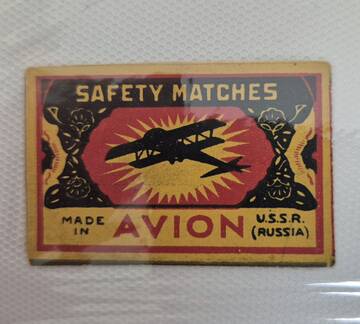 SAFETY MATCHES
MADE IN AVION U.S.S.R. (RUSSIA)